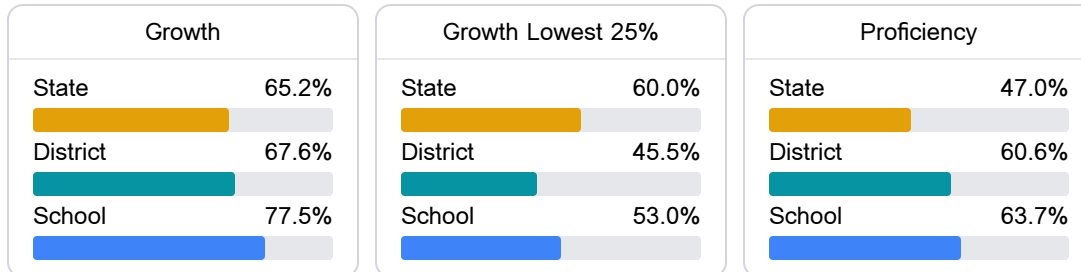 Growth
State 65.2%
District 67.6%
School 77.5%
Growth Lowest 25%
State 60.0%
District 45.5%
School 53.0%
Proficiency
State 47.0%
District 60.6%
School 63.7%